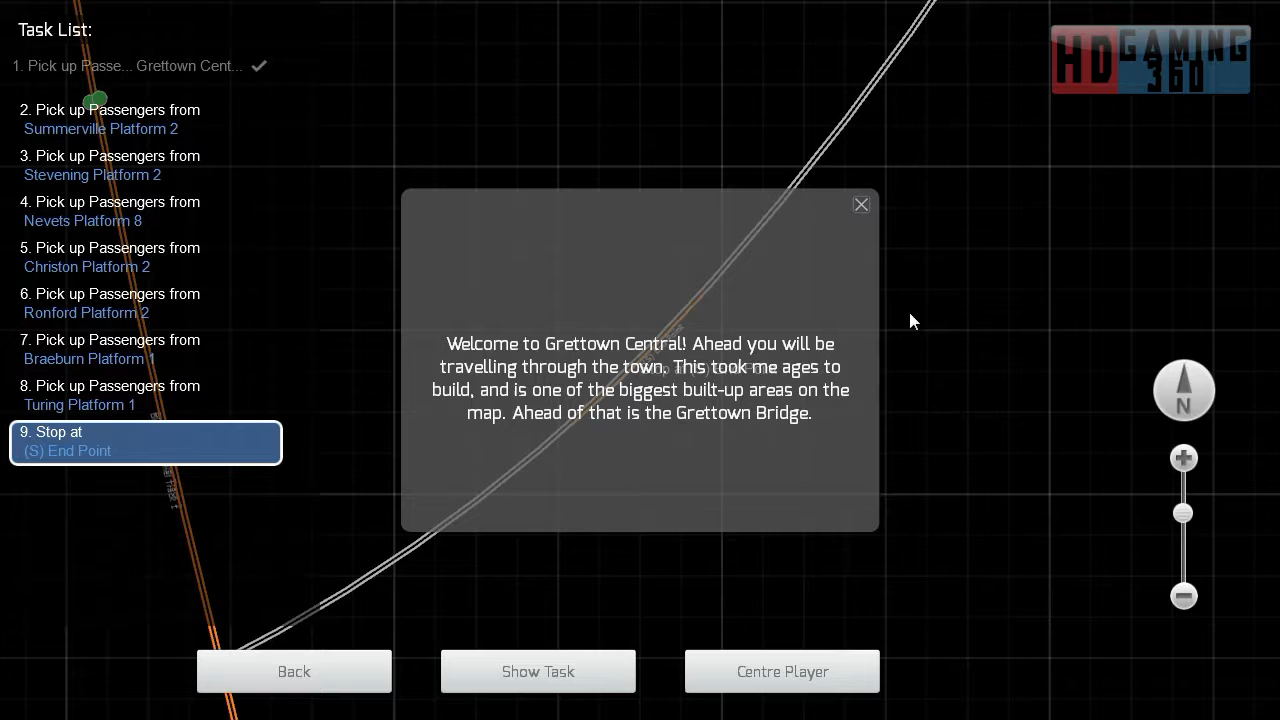 Task List:
1. Pick up Passe... Grettown Cent...
2. Pick up Passengers from
Summerville Platform 2
3. Pick up Passengers from
Stevening Platform 2
4. Pick up Passengers from
Nevets Platform 8
5. Pick up Passengers from
Christon Platform 2
6. Pick up Passengers from
Ronford Platform 2
7. Pick up Passengers from
Braeburn Platform 1
8. Pick up Passengers from
Turing Platform 1
9. Stop at
(S) End Point
HD GAMING
360
Welcome to Grettown Central! Ahead you will be
travelling through the town. This took me ages to
build, and is one of the biggest built-up areas on the
map. Ahead of that is the Grettown Bridge.
N
Back
Show Task
Centre Player